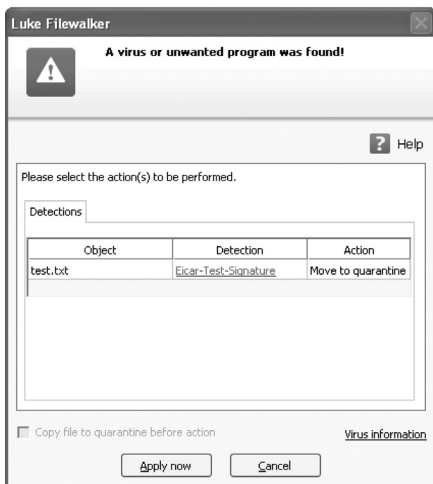 Luke Filewalker
A virus or unwanted program was found!
? Help
Please select the action(s) to be performed.
Detections
Object Detection Action
test.txt Eicar-Test-Signature Move to quarantine
Copy file to quarantine before action Virus information
Apply now Cancel